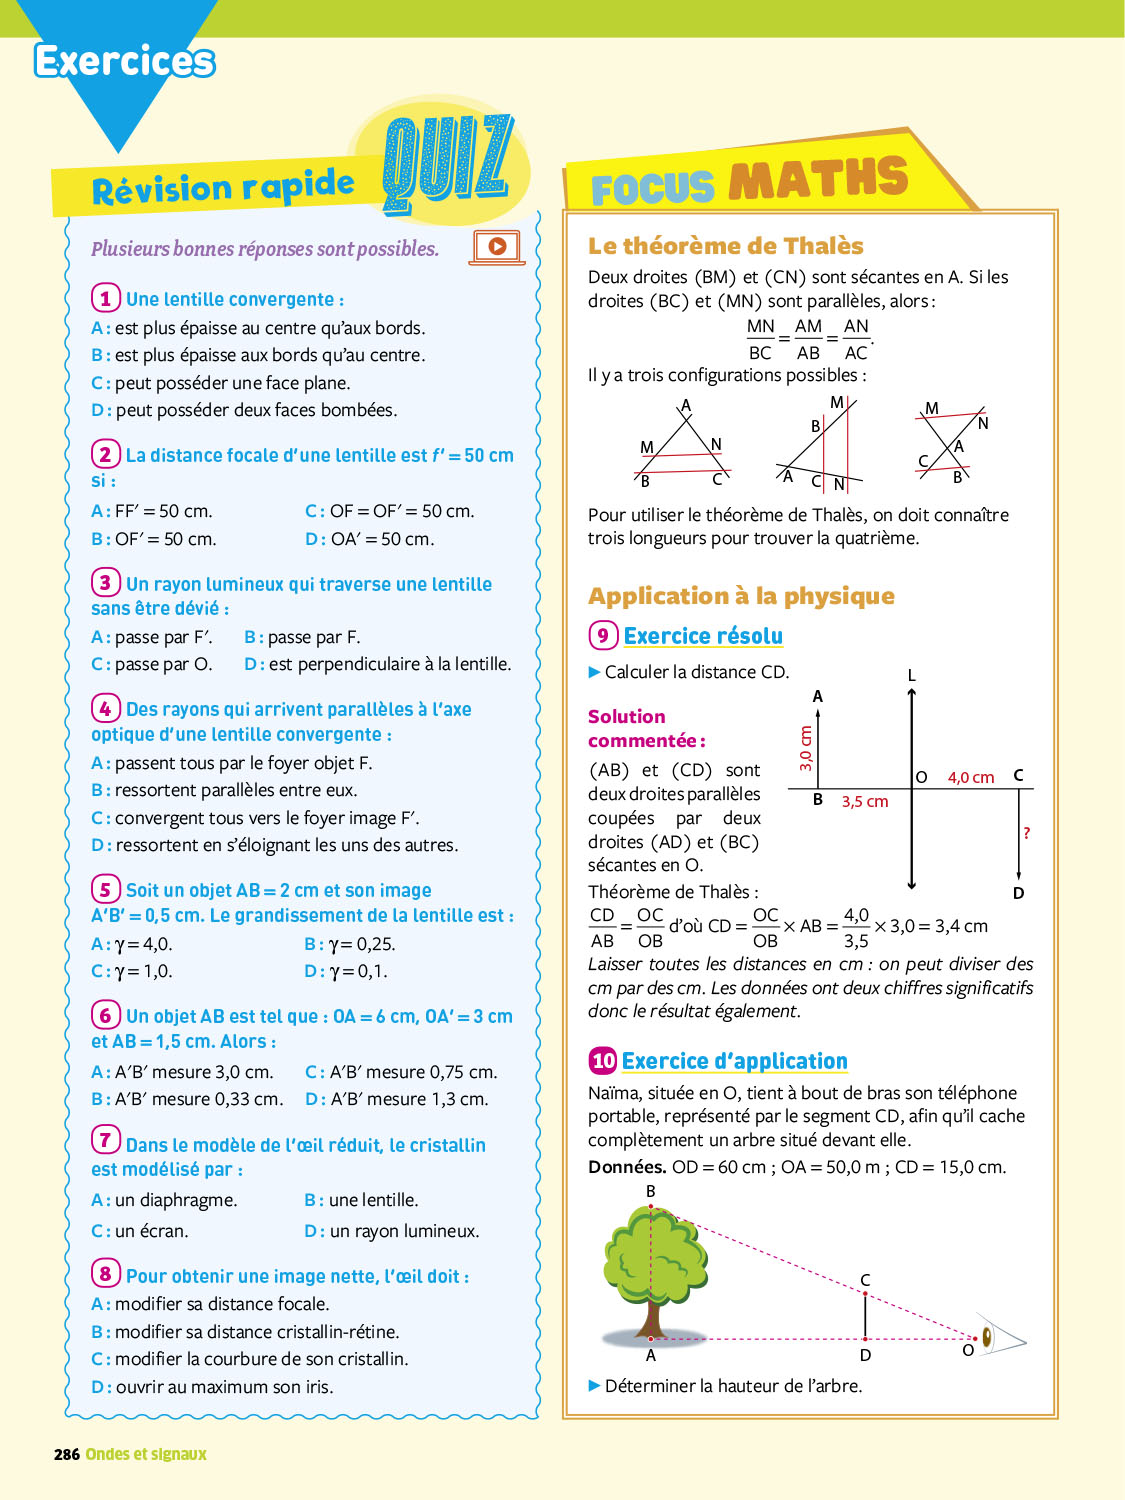 Exercices
Révision rapide QUIZ
Plusieurs bonnes réponses sont possibles.
1 Une lentille convergente :
A : est plus épaisse au centre qu'aux bords.
B : est plus épaisse aux bords qu'au centre.
C : peut posséder une face plane.
D : peut posséder deux faces bombées.
2 La distance focale d'une lentille est f' = 50 cm
si :
A : FF' = 50 cm. C : OF = OF' = 50 cm.
B : OF' = 50 cm. D : OA' = 50 cm.
3 Un rayon lumineux qui traverse une lentille
sans être dévié :
A : passe par F'. B : passe par F.
C : passe par O. D : est perpendiculaire à la lentille.
4 Des rayons qui arrivent parallèles à l'axe
optique d'une lentille convergente :
A : passent tous par le foyer objet F.
B : ressortent parallèles entre eux.
C : convergent tous vers le foyer image F'.
D : ressortent en s'éloignant les uns des autres.
5 Soit un objet AB = 2 cm et son image
A'B' = 0,5 cm. Le grandissement de la lentille est :
A : γ = 4,0. B : γ = 0,25.
C : γ = 1,0. D : γ = 0,1.
6 Un objet AB est tel que : OA = 6 cm, OA' = 3 cm
et AB = 1,5 cm. Alors :
A : A'B' mesure 3,0 cm. C : A'B' mesure 0,75 cm.
B : A'B' mesure 0,33 cm. D : A'B' mesure 1,3 cm.
7 Dans le modèle de l'œil réduit, le cristallin
est modélisé par :
A : un diaphragme. B : une lentille.
C : un écran. D : un rayon lumineux.
8 Pour obtenir une image nette, l'œil doit :
A : modifier sa distance focale.
B : modifier sa distance cristallin-rétine.
C : modifier la courbure de son cristallin.
D : ouvrir au maximum son iris.
FOCUS MATHS
Le théorème de Thalès
Deux droites (BM) et (CN) sont sécantes en A. Si les
droites (BC) et (MN) sont parallèles, alors :
MN/BC = AM/AB = AN/AC.
Il y a trois configurations possibles :
A M N B C
M B A C N
M N A C B
Pour utiliser le théorème de Thalès, on doit connaître
trois longueurs pour trouver la quatrième.
Application à la physique
9 Exercice résolu
▶ Calculer la distance CD.
L
A
3,0 cm
O 4,0 cm C
B 3,5 cm
?
D
Solution
commentée :
(AB) et (CD) sont
deux droites parallèles
coupées par deux
droites (AD) et (BC)
sécantes en O.
Théorème de Thalès :
CD/AB = OC/OB d'où CD = OC/OB × AB = 4,0/3,5 × 3,0 = 3,4 cm
Laisser toutes les distances en cm : on peut diviser des
cm par des cm. Les données ont deux chiffres significatifs
donc le résultat également.
10 Exercice d'application
Naïma, située en O, tient à bout de bras son téléphone
portable, représenté par le segment CD, afin qu'il cache
complètement un arbre situé devant elle.
Données. OD = 60 cm ; OA = 50,0 m ; CD = 15,0 cm.
B
C
A D O
▶ Déterminer la hauteur de l'arbre.
286 Ondes et signaux